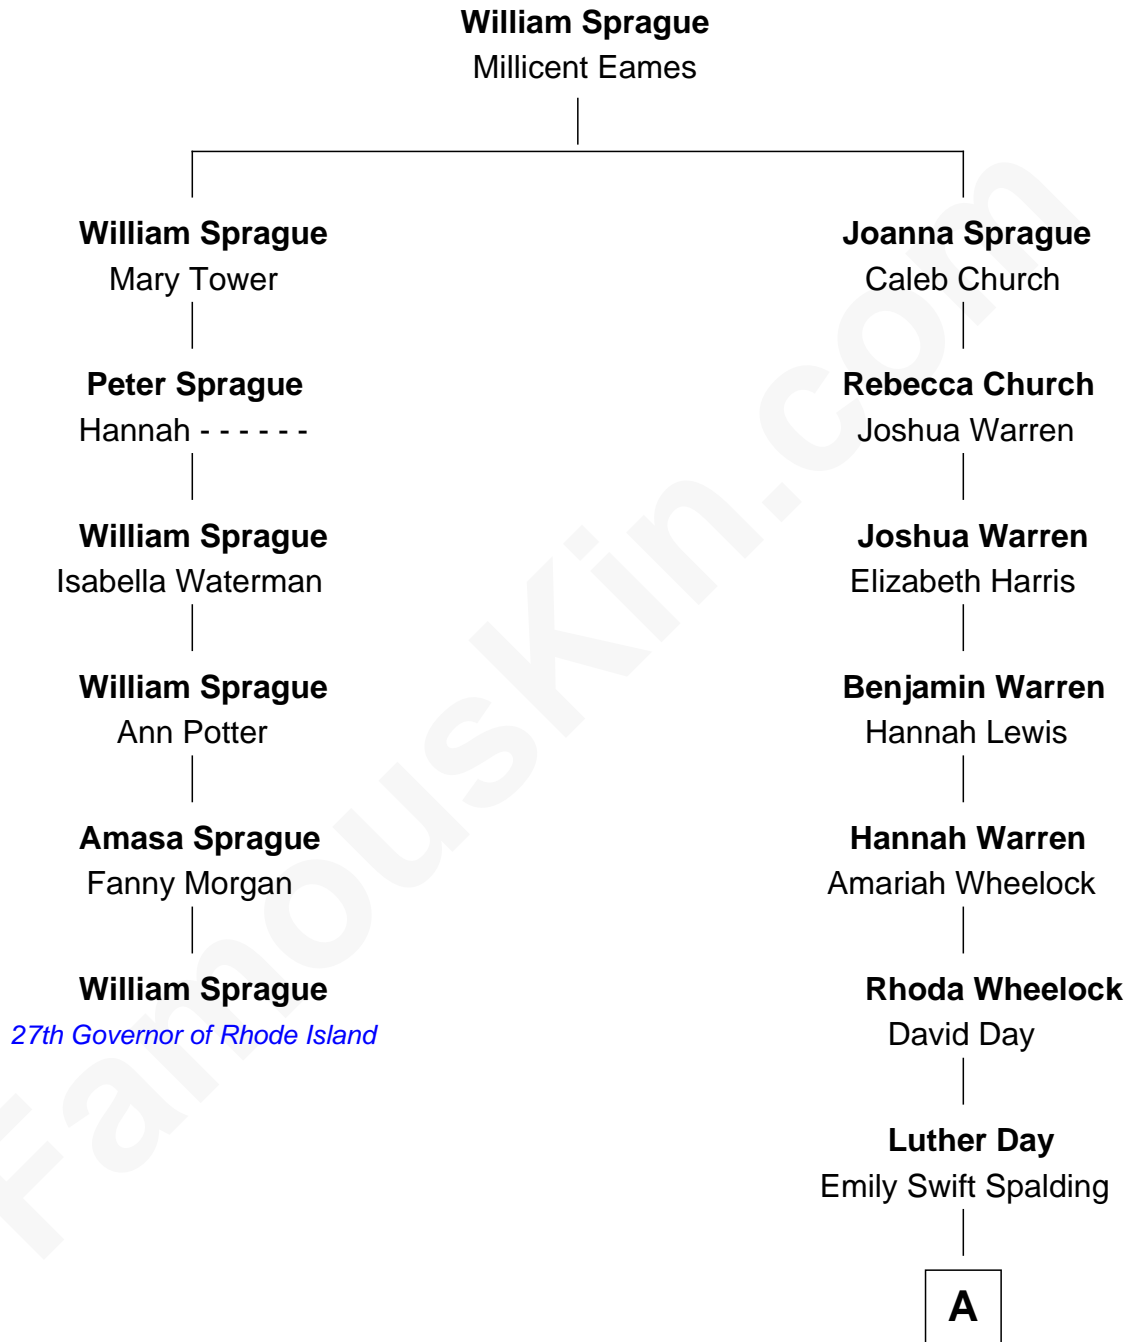 William Sprague
Millicent Eames
William Sprague
Mary Tower
Joanna Sprague
Caleb Church
Peter Sprague
Hannah - - - - - -
Rebecca Church
Joshua Warren
William Sprague
Isabella Waterman
Joshua Warren
Elizabeth Harris
William Sprague
Ann Potter
Benjamin Warren
Hannah Lewis
Amasa Sprague
Fanny Morgan
Hannah Warren
Amariah Wheelock
William Sprague
27th Governor of Rhode Island
Rhoda Wheelock
David Day
Luther Day
Emily Swift Spalding
A
FamousKin.com